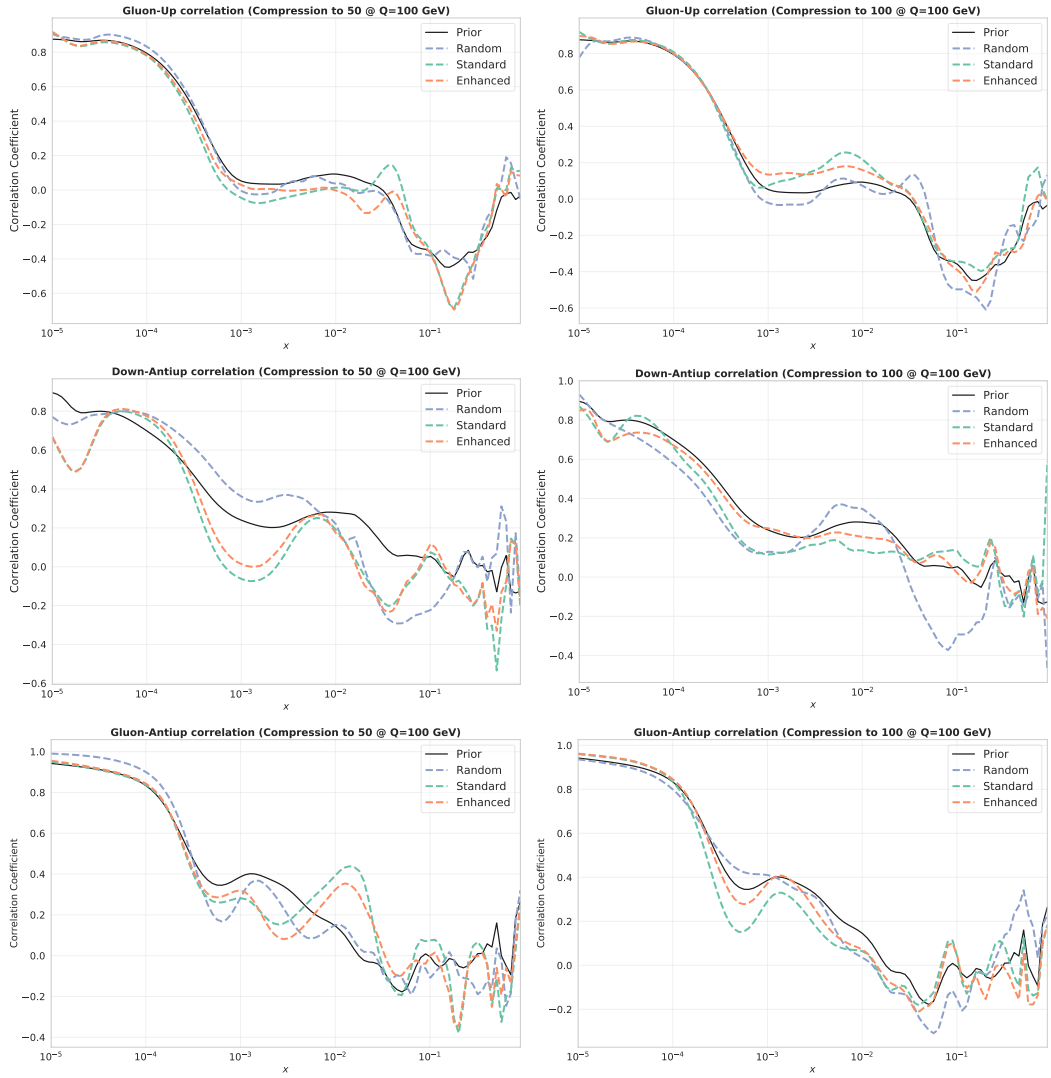 Gluon-Up correlation (Compression to 50 @ Q=100 GeV)
Correlation Coefficient
0.8
0.6
0.4
0.2
0.0
−0.2
−0.4
−0.6
Prior
Random
Standard
Enhanced
10⁻⁵
10⁻⁴
10⁻³
10⁻²
10⁻¹
x
Gluon-Up correlation (Compression to 100 @ Q=100 GeV)
Correlation Coefficient
0.8
0.6
0.4
0.2
0.0
−0.2
−0.4
−0.6
Prior
Random
Standard
Enhanced
10⁻⁵
10⁻⁴
10⁻³
10⁻²
10⁻¹
x
Down-Antiup correlation (Compression to 50 @ Q=100 GeV)
Correlation Coefficient
0.8
0.6
0.4
0.2
0.0
−0.2
−0.4
−0.6
Prior
Random
Standard
Enhanced
10⁻⁵
10⁻⁴
10⁻³
10⁻²
10⁻¹
x
Down-Antiup correlation (Compression to 100 @ Q=100 GeV)
Correlation Coefficient
1.0
0.8
0.6
0.4
0.2
0.0
−0.2
−0.4
Prior
Random
Standard
Enhanced
10⁻⁵
10⁻⁴
10⁻³
10⁻²
10⁻¹
x
Gluon-Antiup correlation (Compression to 50 @ Q=100 GeV)
Correlation Coefficient
1.0
0.8
0.6
0.4
0.2
0.0
−0.2
−0.4
Prior
Random
Standard
Enhanced
10⁻⁵
10⁻⁴
10⁻³
10⁻²
10⁻¹
x
Gluon-Antiup correlation (Compression to 100 @ Q=100 GeV)
Correlation Coefficient
1.0
0.8
0.6
0.4
0.2
0.0
−0.2
Prior
Random
Standard
Enhanced
10⁻⁵
10⁻⁴
10⁻³
10⁻²
10⁻¹
x